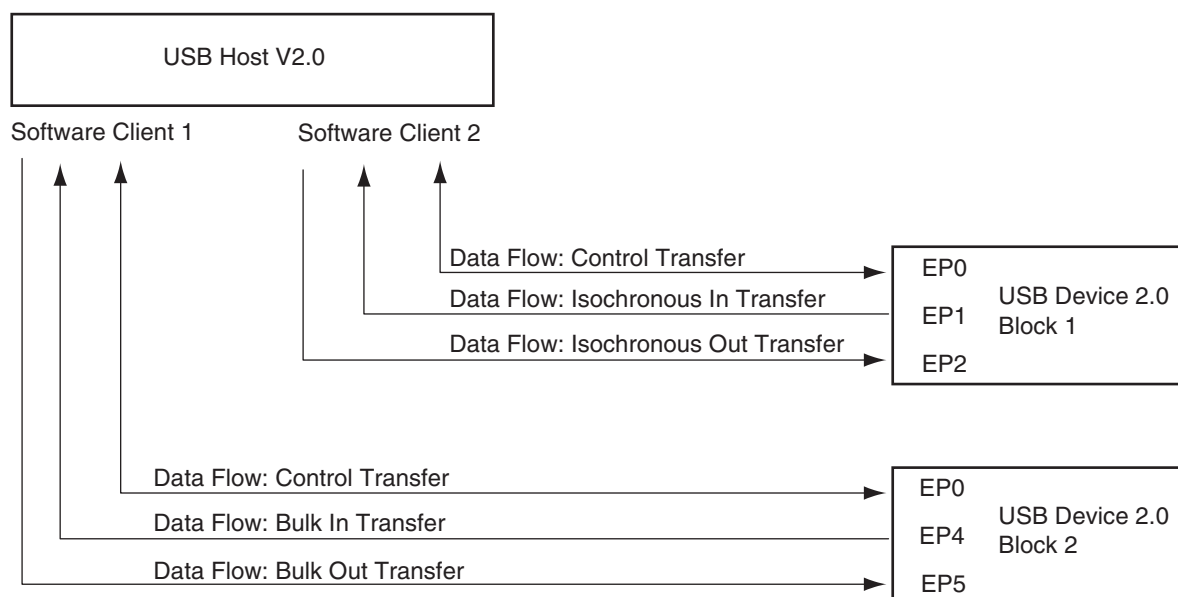 USB Host V2.0
Software Client 1
Software Client 2
Data Flow: Control Transfer
Data Flow: Isochronous In Transfer
Data Flow: Isochronous Out Transfer
EP0
EP1
EP2
USB Device 2.0
Block 1
Data Flow: Control Transfer
Data Flow: Bulk In Transfer
Data Flow: Bulk Out Transfer
EP0
EP4
EP5
USB Device 2.0
Block 2